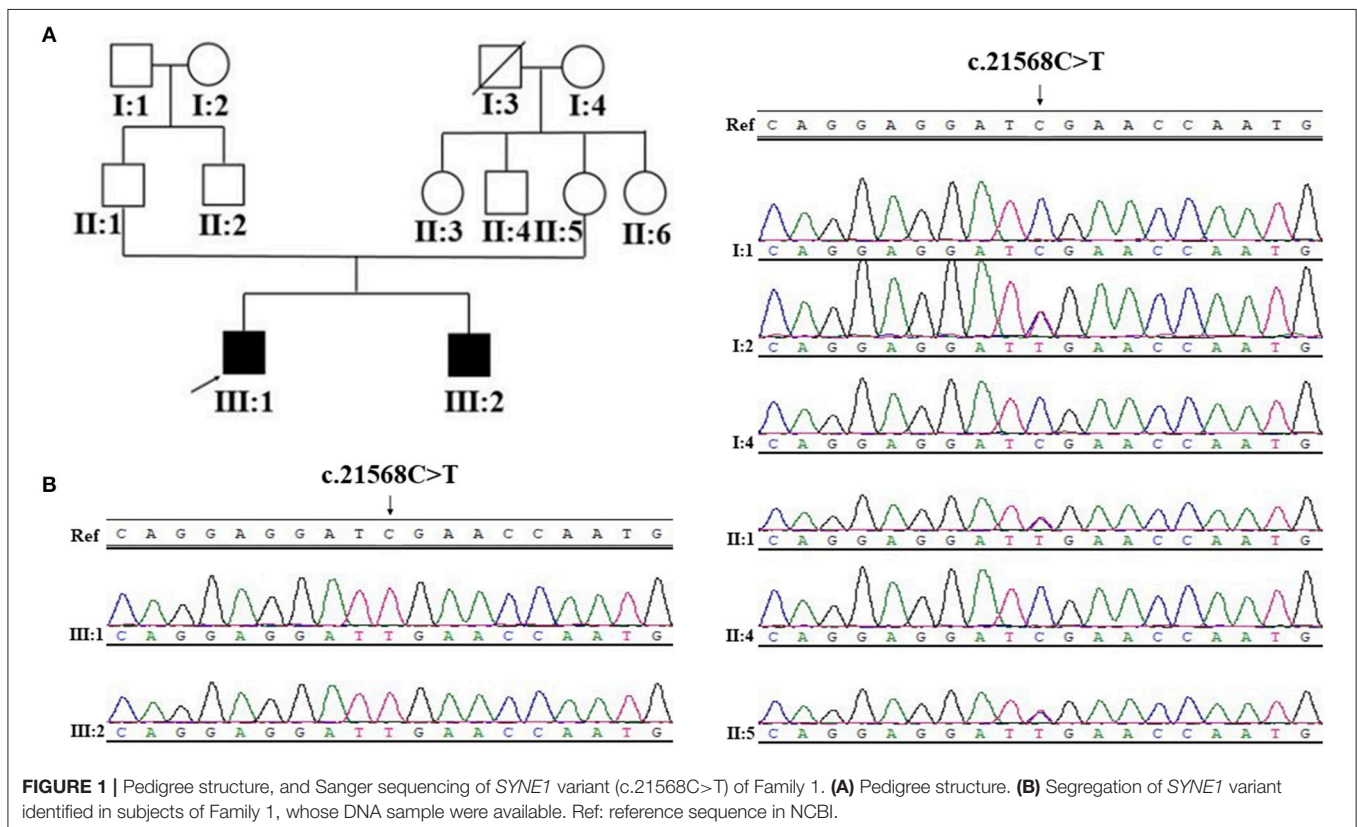 A
I:1 I:2 I:3 I:4
II:1 II:2 II:3 II:4 II:5 II:6
III:1 III:2
B
c.21568C>T
Ref C A G G A G G A T C G A A C C A A T G
III:1 C A G G A G G A T T G A A C C A A T G
III:2 C A G G A G G A T T G A A C C A A T G
c.21568C>T
Ref C A G G A G G A T C G A A C C A A T G
I:1 C A G G A G G A T C G A A C C A A T G
I:2 C A G G A G G A T T G A A C C A A T G
I:4 C A G G A G G A T C G A A C C A A T G
II:1 C A G G A G G A T T G A A C C A A T G
II:4 C A G G A G G A T C G A A C C A A T G
II:5 C A G G A G G A T T G A A C C A A T G
FIGURE 1 | Pedigree structure, and Sanger sequencing of SYNE1 variant (c.21568C>T) of Family 1. (A) Pedigree structure. (B) Segregation of SYNE1 variant
identified in subjects of Family 1, whose DNA sample were available. Ref: reference sequence in NCBI.